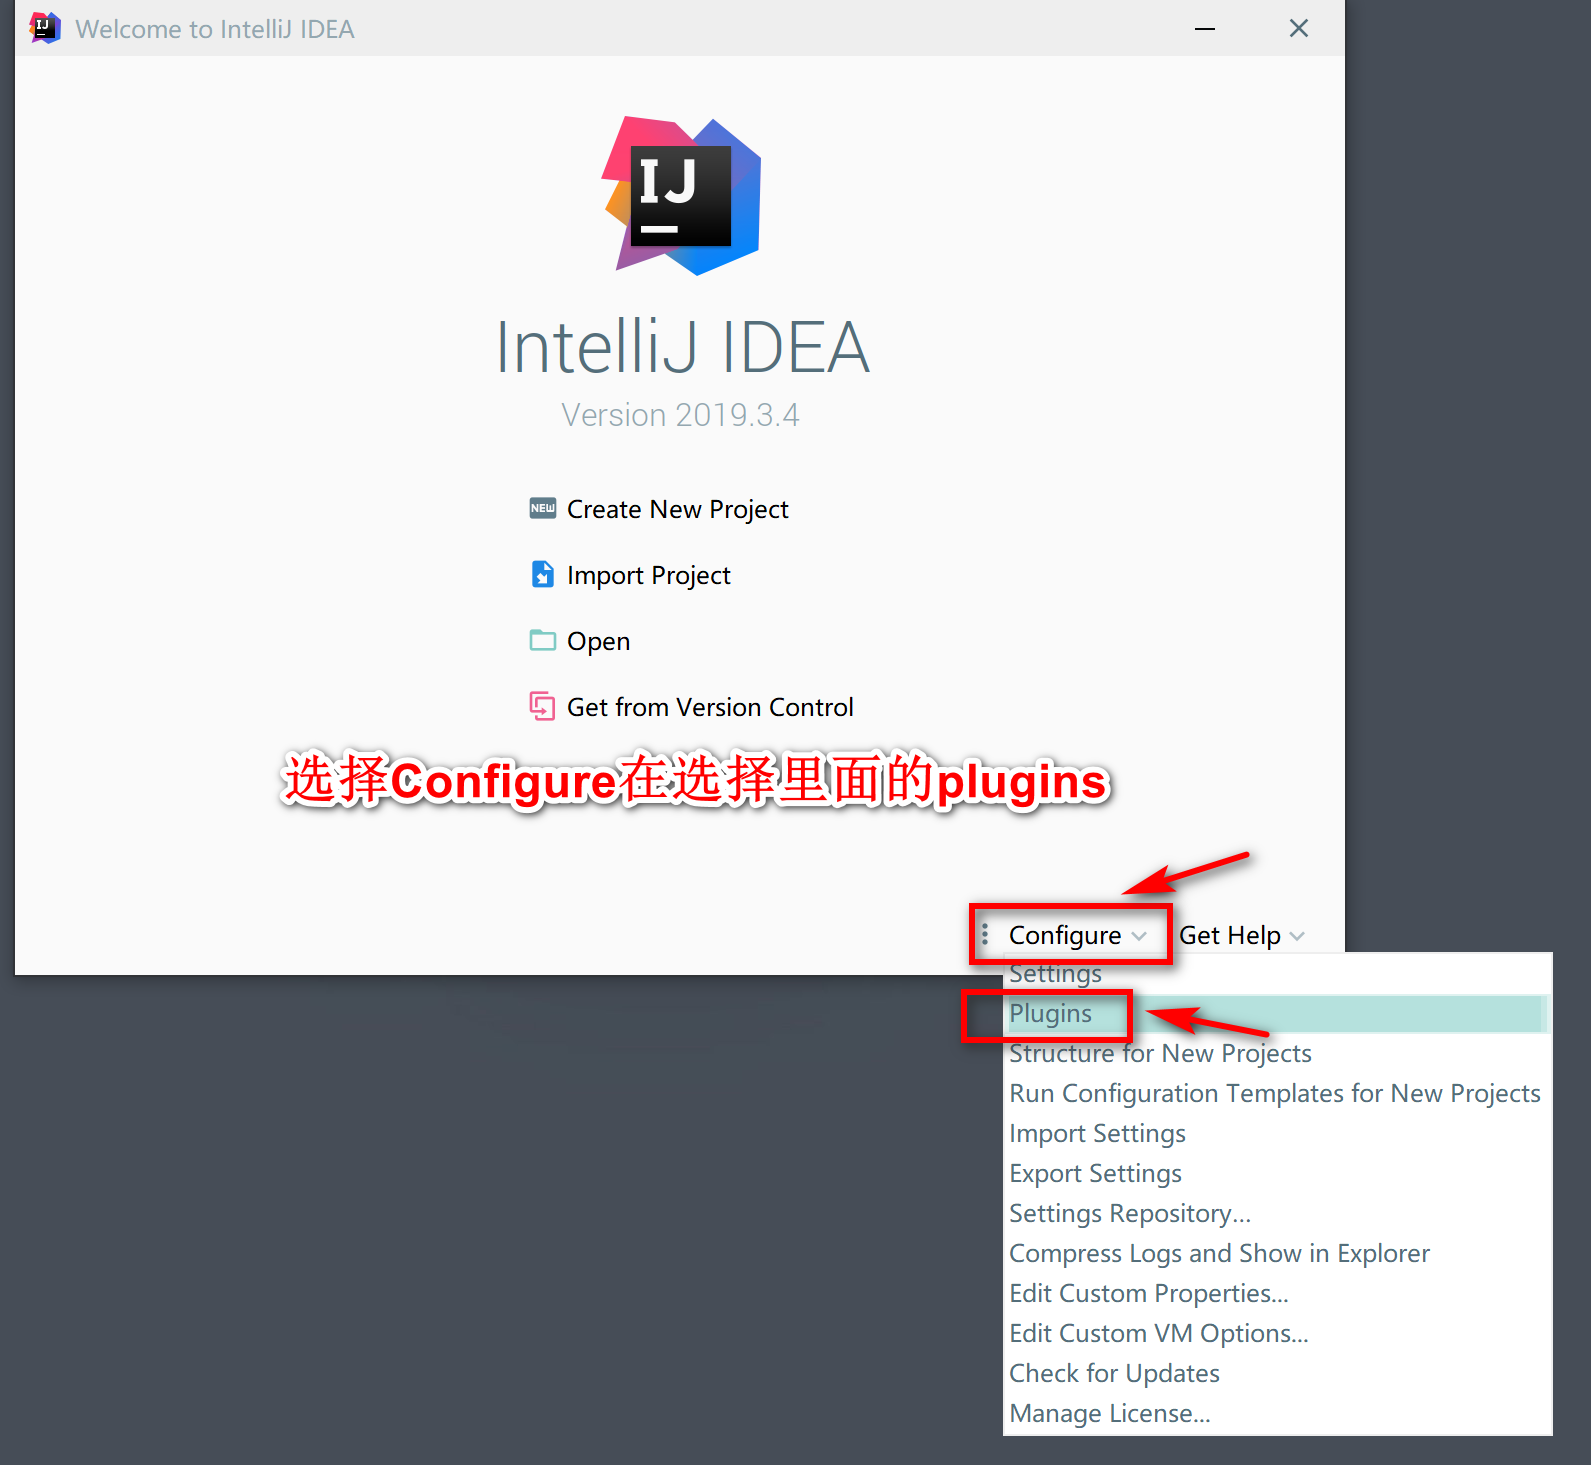 Welcome to IntelliJ IDEA
IJ
IntelliJ IDEA
Version 2019.3.4
NEW Create New Project
Import Project
Open
Get from Version Control
选择Configure在选择里面的plugins
Configure
Get Help
Settings
Plugins
Structure for New Projects
Run Configuration Templates for New Projects
Import Settings
Export Settings
Settings Repository...
Compress Logs and Show in Explorer
Edit Custom Properties...
Edit Custom VM Options...
Check for Updates
Manage License...